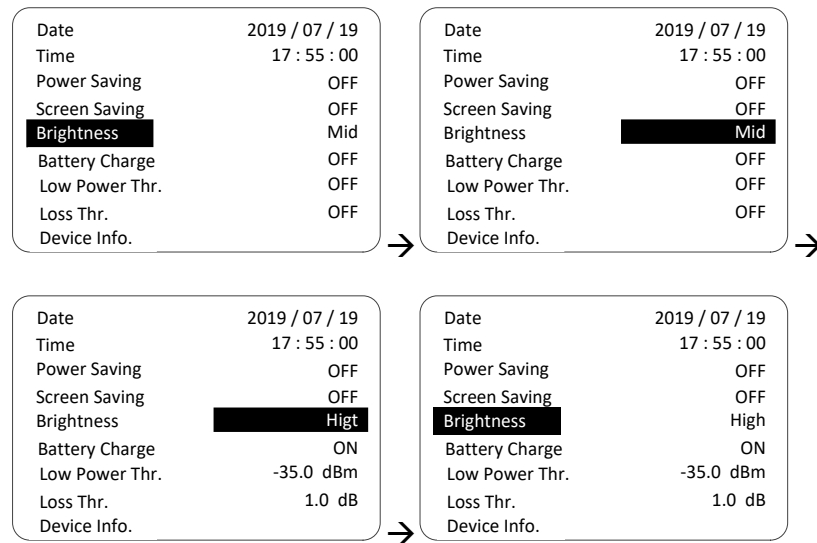 Date 2019 / 07 / 19
Time 17 : 55 : 00
Power Saving OFF
Screen Saving OFF
Brightness Mid
Battery Charge OFF
Low Power Thr. OFF
Loss Thr. OFF
Device Info.
→
Date 2019 / 07 / 19
Time 17 : 55 : 00
Power Saving OFF
Screen Saving OFF
Brightness Mid
Battery Charge OFF
Low Power Thr. OFF
Loss Thr. OFF
Device Info.
→
Date 2019 / 07 / 19
Time 17 : 55 : 00
Power Saving OFF
Screen Saving OFF
Brightness Higt
Battery Charge ON
Low Power Thr. -35.0 dBm
Loss Thr. 1.0 dB
Device Info.
→
Date 2019 / 07 / 19
Time 17 : 55 : 00
Power Saving OFF
Screen Saving OFF
Brightness High
Battery Charge ON
Low Power Thr. -35.0 dBm
Loss Thr. 1.0 dB
Device Info.